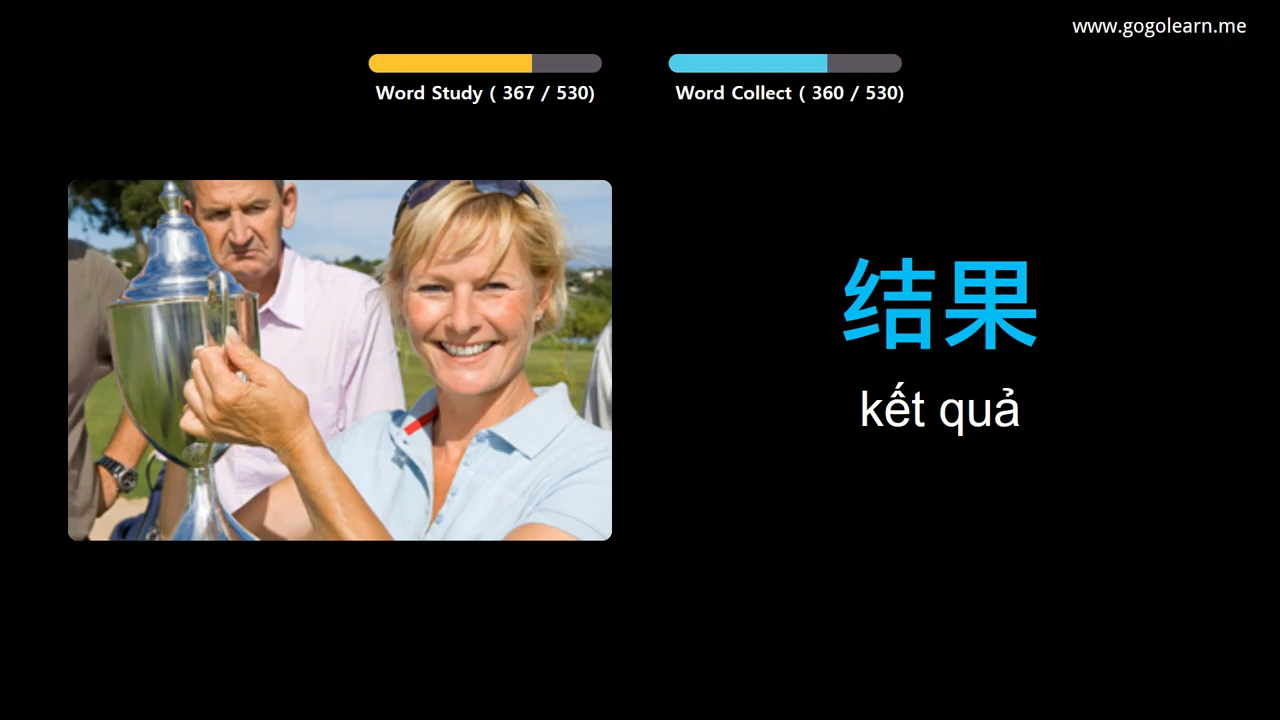 www.gogolearn.me
Word Study ( 367 / 530)
Word Collect ( 360 / 530)
结果
kết quả